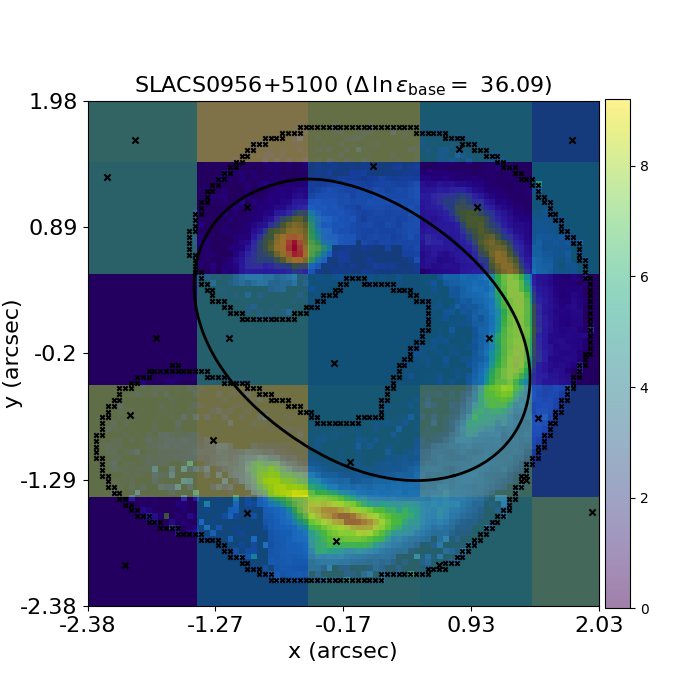 SLACS0956+5100 (Δ ln ε_base = 36.09)
1.98
0.89
-0.2
-1.29
-2.38
y (arcsec)
-2.38 -1.27 -0.17 0.93 2.03
x (arcsec)
8
6
4
2
0